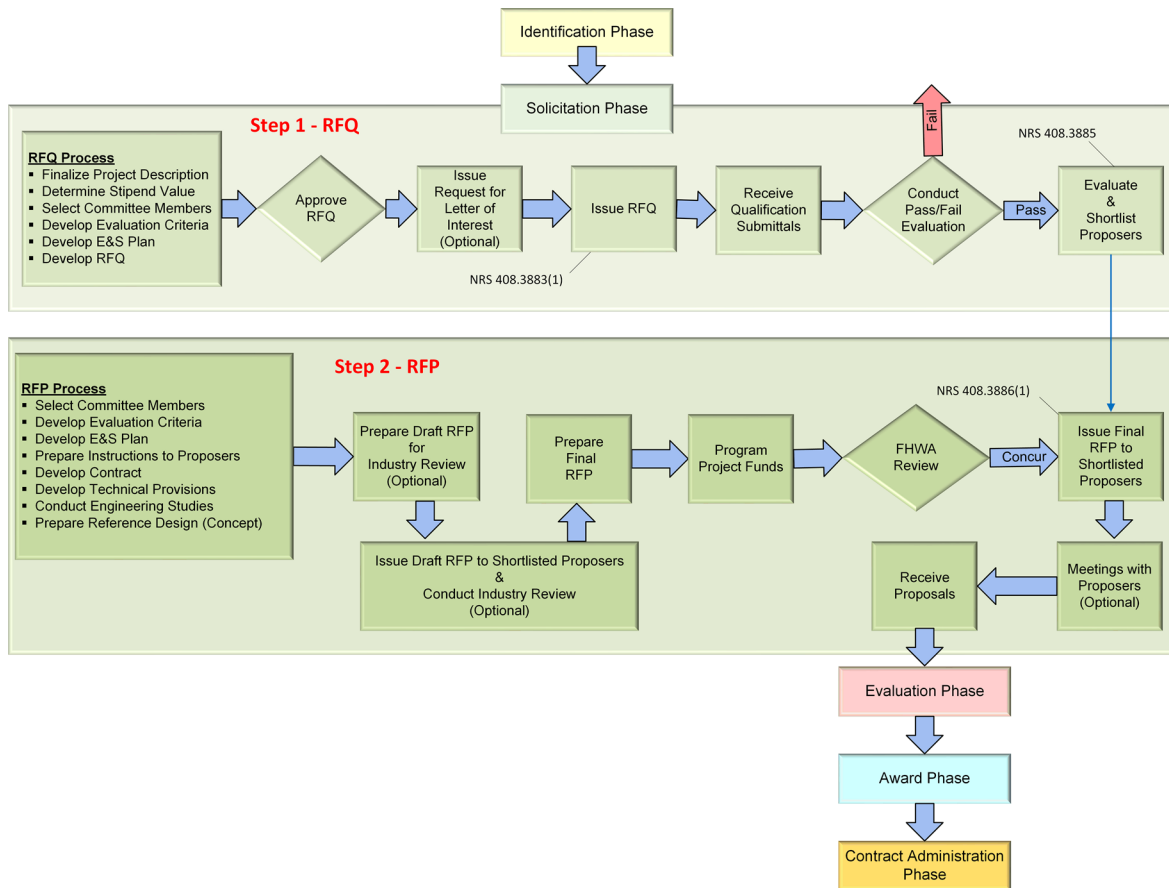 Identification Phase
Solicitation Phase
Step 1 - RFQ
RFQ Process
▪ Finalize Project Description
▪ Determine Stipend Value
▪ Select Committee Members
▪ Develop Evaluation Criteria
▪ Develop E&S Plan
▪ Develop RFQ
Approve
RFQ
Issue
Request for
Letter of
Interest
(Optional)
Issue RFQ
NRS 408.3883(1)
Receive
Qualification
Submittals
Conduct
Pass/Fail
Evaluation
Fail
Pass
NRS 408.3885
Evaluate
&
Shortlist
Proposers
Step 2 - RFP
RFP Process
▪ Select Committee Members
▪ Develop Evaluation Criteria
▪ Develop E&S Plan
▪ Prepare Instructions to Proposers
▪ Develop Contract
▪ Develop Technical Provisions
▪ Conduct Engineering Studies
▪ Prepare Reference Design (Concept)
Prepare Draft RFP
for
Industry Review
(Optional)
Issue Draft RFP to Shortlisted Proposers
&
Conduct Industry Review
(Optional)
Prepare
Final
RFP
Program
Project Funds
FHWA
Review
Concur
NRS 408.3886(1)
Issue Final
RFP to
Shortlisted
Proposers
Meetings with
Proposers
(Optional)
Receive
Proposals
Evaluation Phase
Award Phase
Contract Administration
Phase